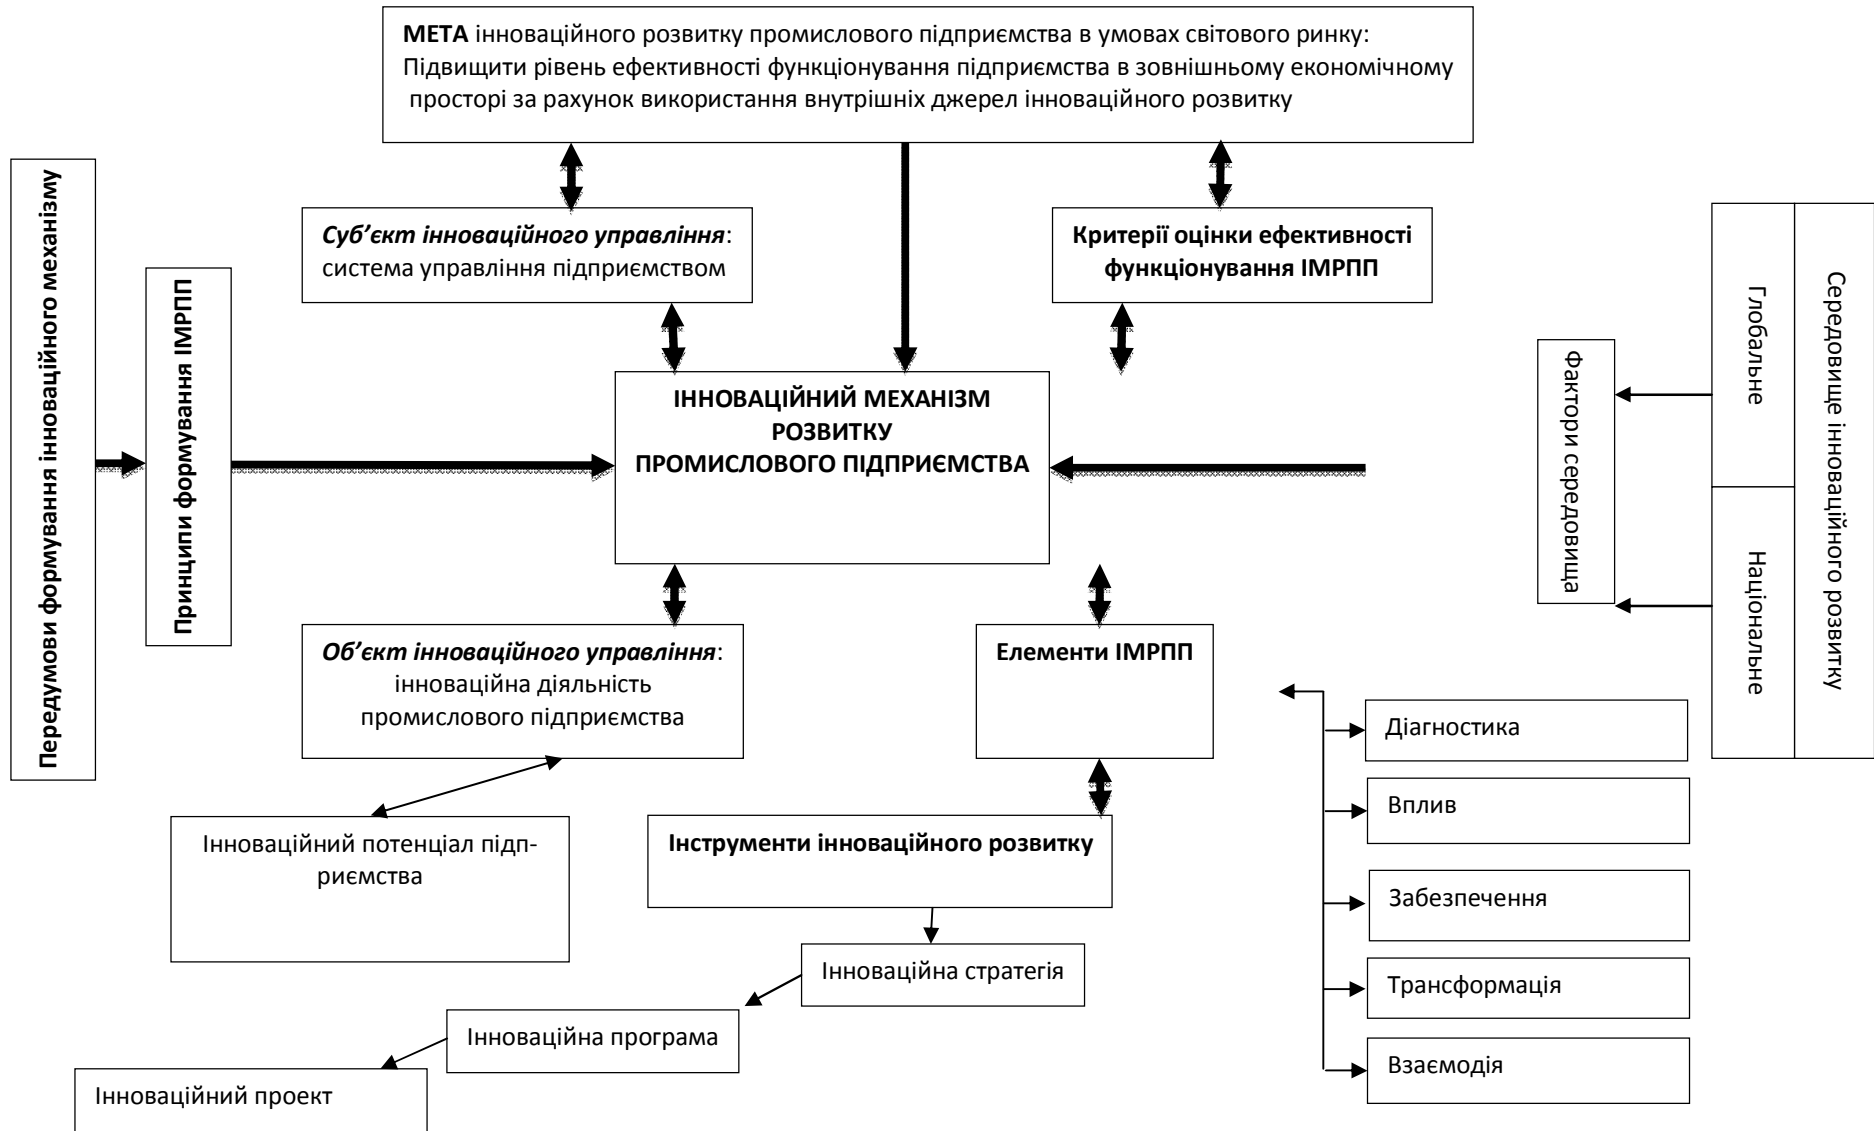 МЕТА інноваційного розвитку промислового підприємства в умовах світового ринку:
Підвищити рівень ефективності функціонування підприємства в зовнішньому економічному
просторі за рахунок використання внутрішніх джерел інноваційного розвитку
Передумови формування інноваційного механізму
Принципи формування ІМРПП
Суб’єкт інноваційного управління:
система управління підприємством
Критерії оцінки ефективності
функціонування ІМРПП
ІННОВАЦІЙНИЙ МЕХАНІЗМ
РОЗВИТКУ
ПРОМИСЛОВОГО ПІДПРИЄМСТВА
Фактори середовища
Глобальне
Національне
Середовище інноваційного розвитку
Об’єкт інноваційного управління:
інноваційна діяльність
промислового підприємства
Елементи ІМРПП
Діагностика
Вплив
Забезпечення
Трансформація
Взаємодія
Інноваційний потенціал підп-
риємства
Інструменти інноваційного розвитку
Інноваційна стратегія
Інноваційна програма
Інноваційний проект